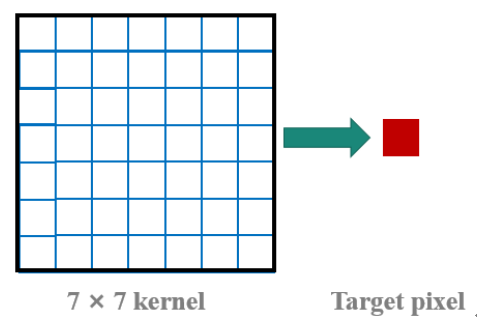 7 × 7 kernel
Target pixel